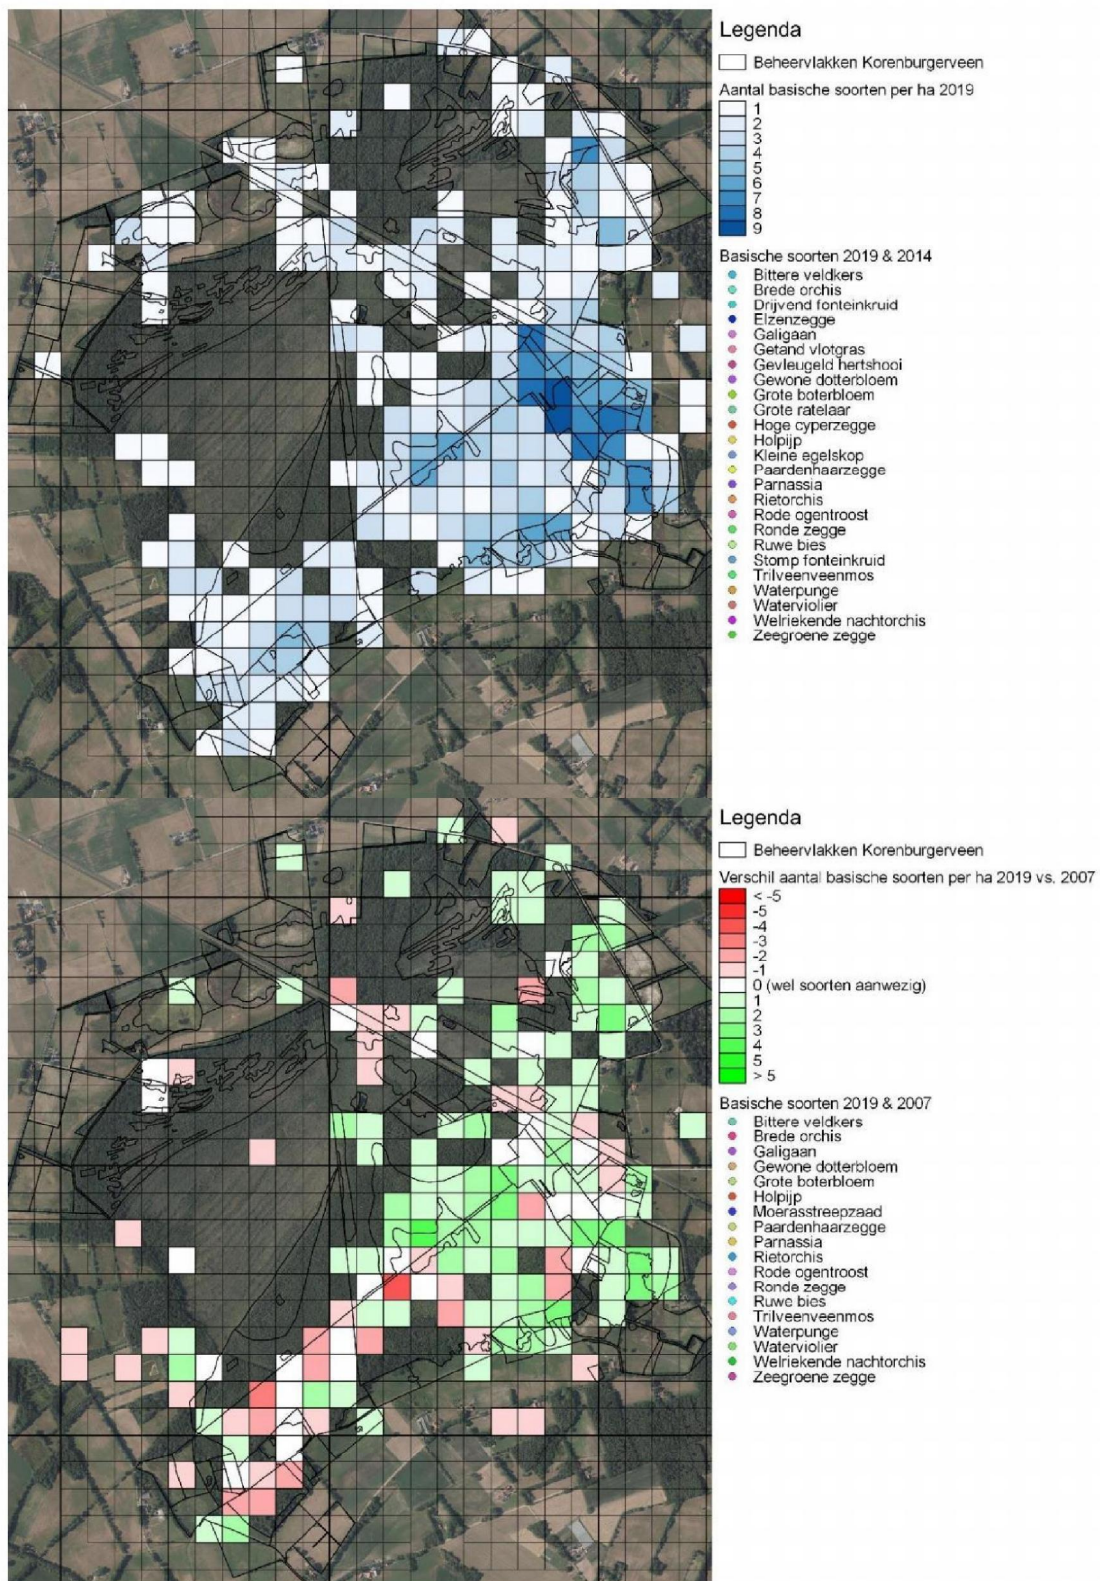 Legenda
Beheervlakken Korenburgerveen
Aantal basische soorten per ha 2019
1
2
3
4
5
6
7
8
9
Basische soorten 2019 & 2014
Bittere veldkers
Brede orchis
Drijvend fonteinkruid
Elzenzegge
Galigaan
Getand vlotgras
Gevleugeld hertshooi
Gewone dotterbloem
Grote boterbloem
Grote ratelaar
Hoge cyperzegge
Holpijp
Kleine egelskop
Paardenhaarzegge
Parnassia
Rietorchis
Rode ogentroost
Ronde zegge
Ruwe bies
Stomp fonteinkruid
Trilveenveenmos
Waterpunge
Waterviolier
Welriekende nachtorchis
Zeegroene zegge
Legenda
Beheervlakken Korenburgerveen
Verschil aantal basische soorten per ha 2019 vs. 2007
< -5
-5
-4
-3
-2
-1
0 (wel soorten aanwezig)
1
2
3
4
5
> 5
Basische soorten 2019 & 2007
Bittere veldkers
Brede orchis
Galigaan
Gewone dotterbloem
Grote boterbloem
Holpijp
Moerasstreepzaad
Paardenhaarzegge
Parnassia
Rietorchis
Rode ogentroost
Ronde zegge
Ruwe bies
Trilveenveenmos
Waterpunge
Waterviolier
Welriekende nachtorchis
Zeegroene zegge